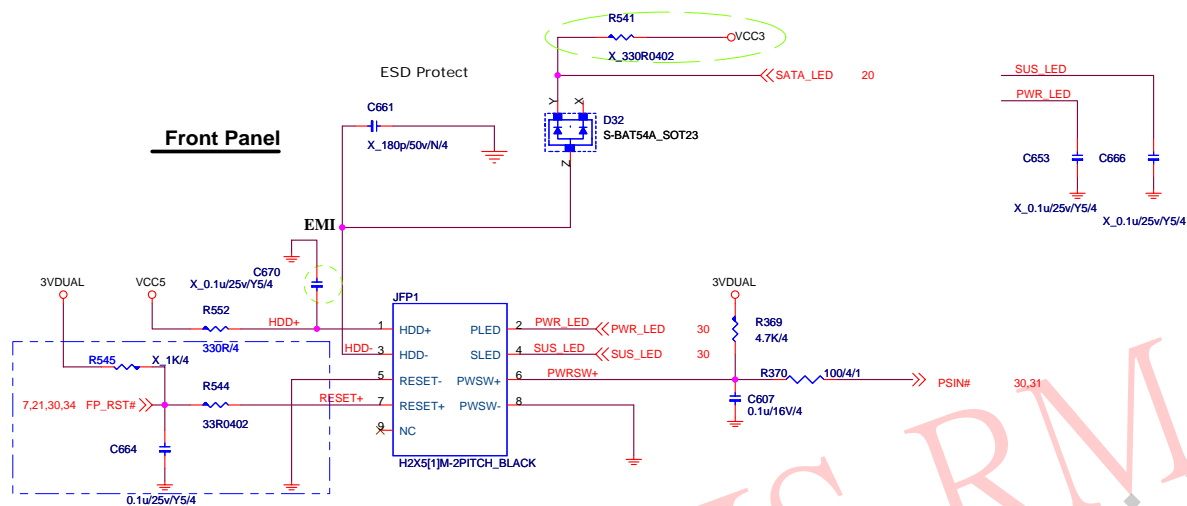 R541
VCC3
X_330R0402
ESD Protect
SATA_LED 20
SUS_LED
PWR_LED
C661
X_180p/50v/N/4
Y
X
D32
S-BAT54A_SOT23
Z
Front Panel
C653
C666
X_0.1u/25v/Y5/4
X_0.1u/25v/Y5/4
EMI
3VDUAL
VCC5
C670
X_0.1u/25v/Y5/4
3VDUAL
JFP1
R552
HDD+
330R/4
1 HDD+
PLED 2
PWR_LED
PWR_LED 30
R369
4.7K/4
HDD-
3 HDD-
SLED 4
SUS_LED
SUS_LED 30
R545
X_1K/4
5 RESET-
PWSW+ 6
PWRSW+
R370
100/4/1
PSIN# 30,31
R544
7,21,30,34 FP_RST#
RESET+
7 RESET+
PWSW- 8
C607
0.1u/16V/4
33R0402
9 NC
C664
H2X5[1]M-2PITCH_BLACK
0.1u/25v/Y5/4